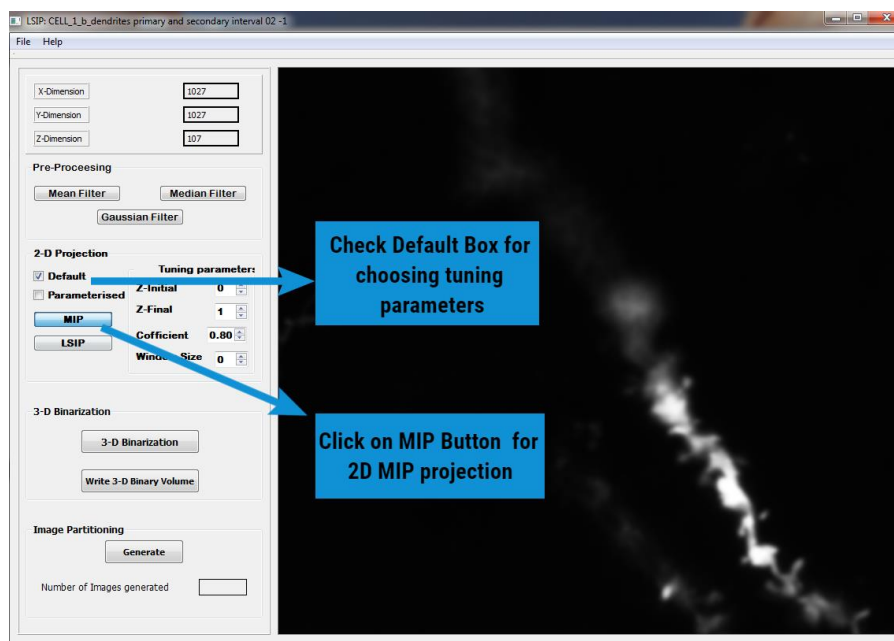 LSIP: CELL_1_b_dendrites primary and secondary interval 02 -1
File Help
X-Dimension 1027
Y-Dimension 1027
Z-Dimension 107
Pre-Proceesing
Mean Filter Median Filter
Gaussian Filter
2-D Projection
Default
Parameterised
MIP
LSIP
Tuning parameters
Z-Initial 0
Z-Final 1
Cofficient 0.80
Window Size 0
3-D Binarization
3-D Binarization
Write 3-D Binary Volume
Image Partitioning
Generate
Number of Images generated
Check Default Box for
choosing tuning
parameters
Click on MIP Button for
2D MIP projection